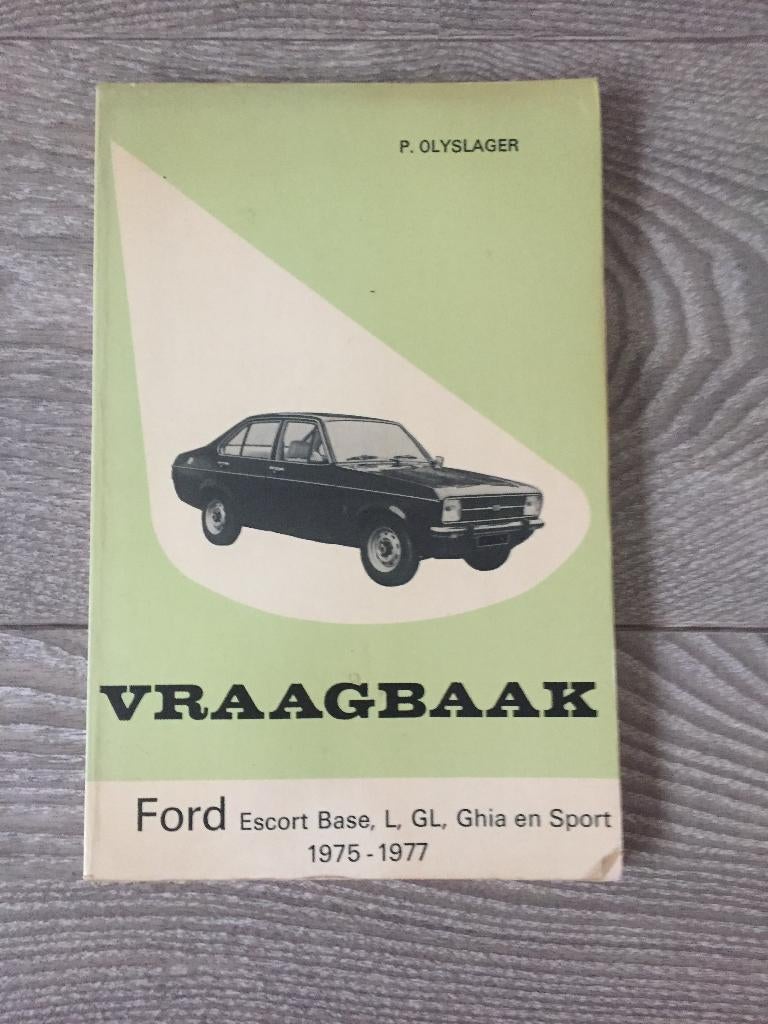 P. OLYSLAGER
VRAAGBAAK
Ford Escort Base, L, GL, Ghia en Sport
1975-1977